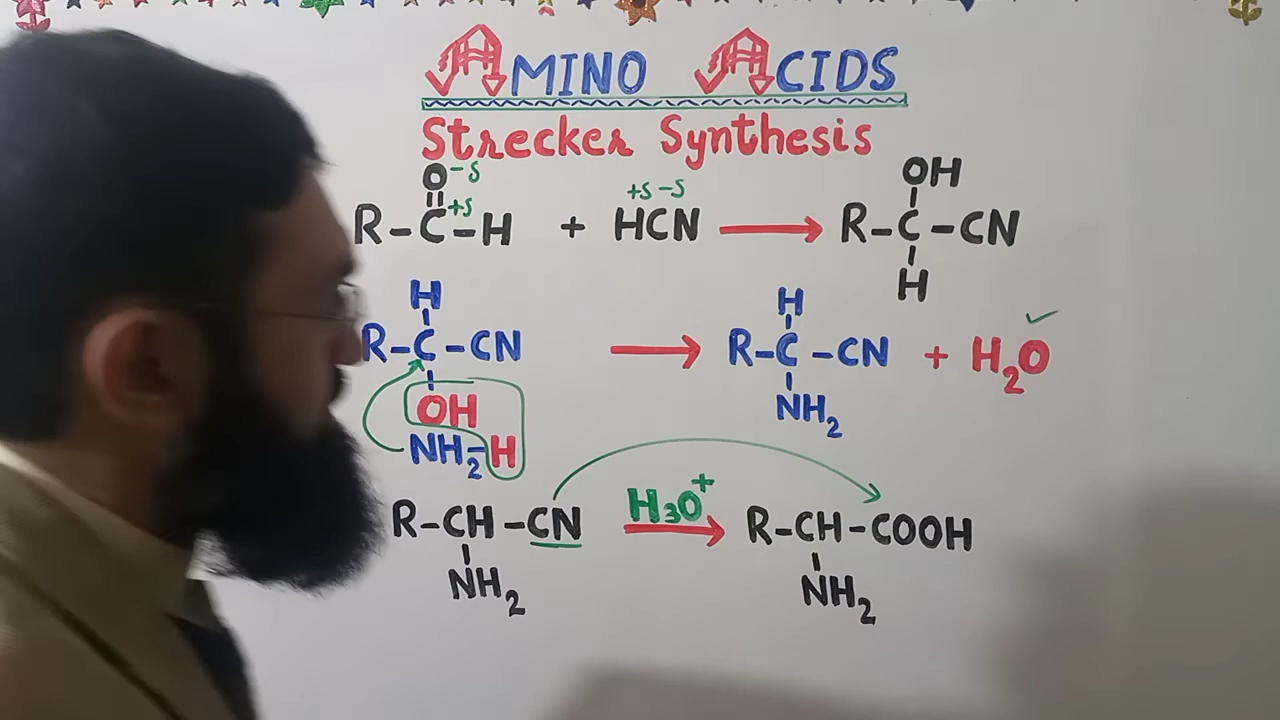 AMINO ACIDS
Strecker Synthesis
O -δ
||
R-C-H +δ + HCN +δ -δ → R-C-CN
OH
H
H
R-C-CN → R-C-CN + H₂O ✓
H
OH
NH₂-H
NH₂
R-CH-CN H₃O⁺ → R-CH-COOH
NH₂
NH₂